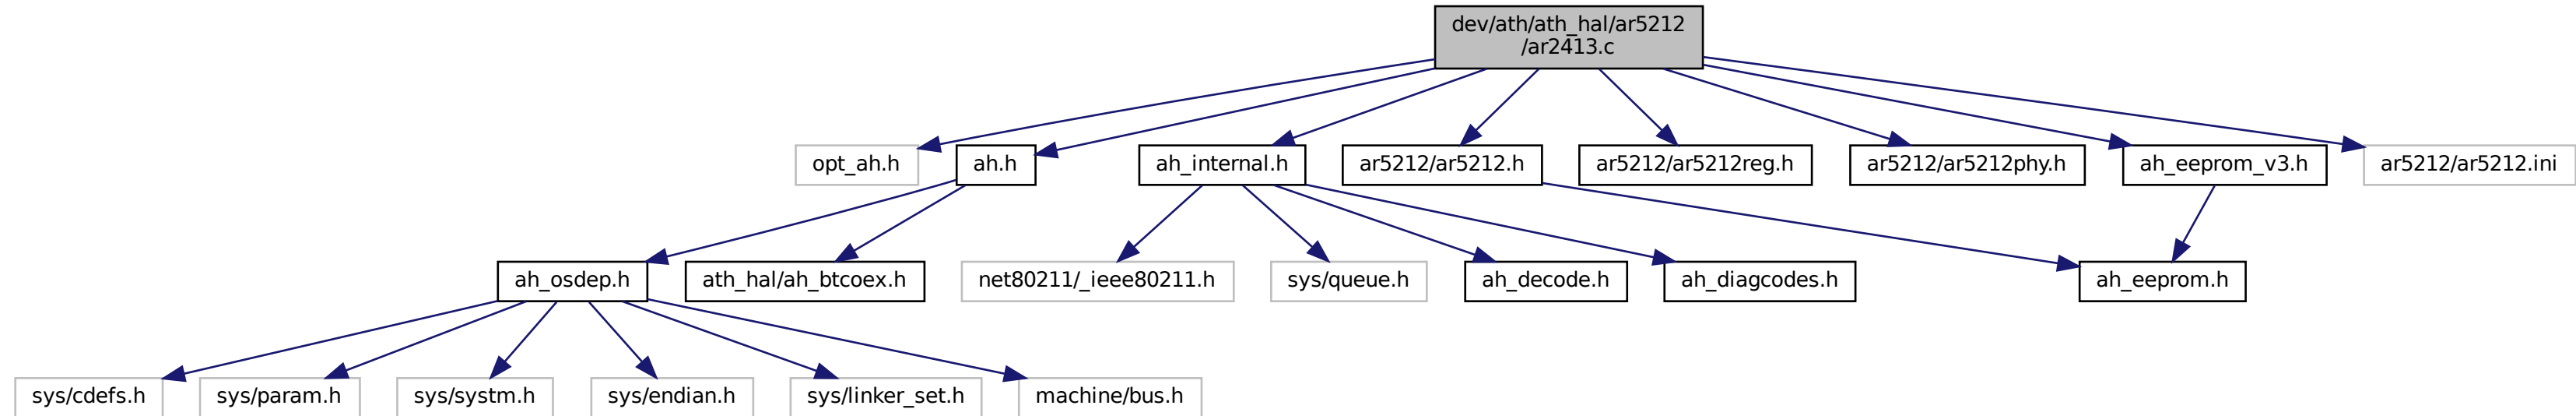 dev/ath/ath_hal/ar5212
/ar2413.c
opt_ah.h
ah.h
ah_internal.h
ar5212/ar5212.h
ar5212/ar5212reg.h
ar5212/ar5212phy.h
ah_eeprom_v3.h
ar5212/ar5212.ini
ah_osdep.h
ath_hal/ah_btcoex.h
net80211/_ieee80211.h
sys/queue.h
ah_decode.h
ah_diagcodes.h
ah_eeprom.h
sys/cdefs.h
sys/param.h
sys/systm.h
sys/endian.h
sys/linker_set.h
machine/bus.h